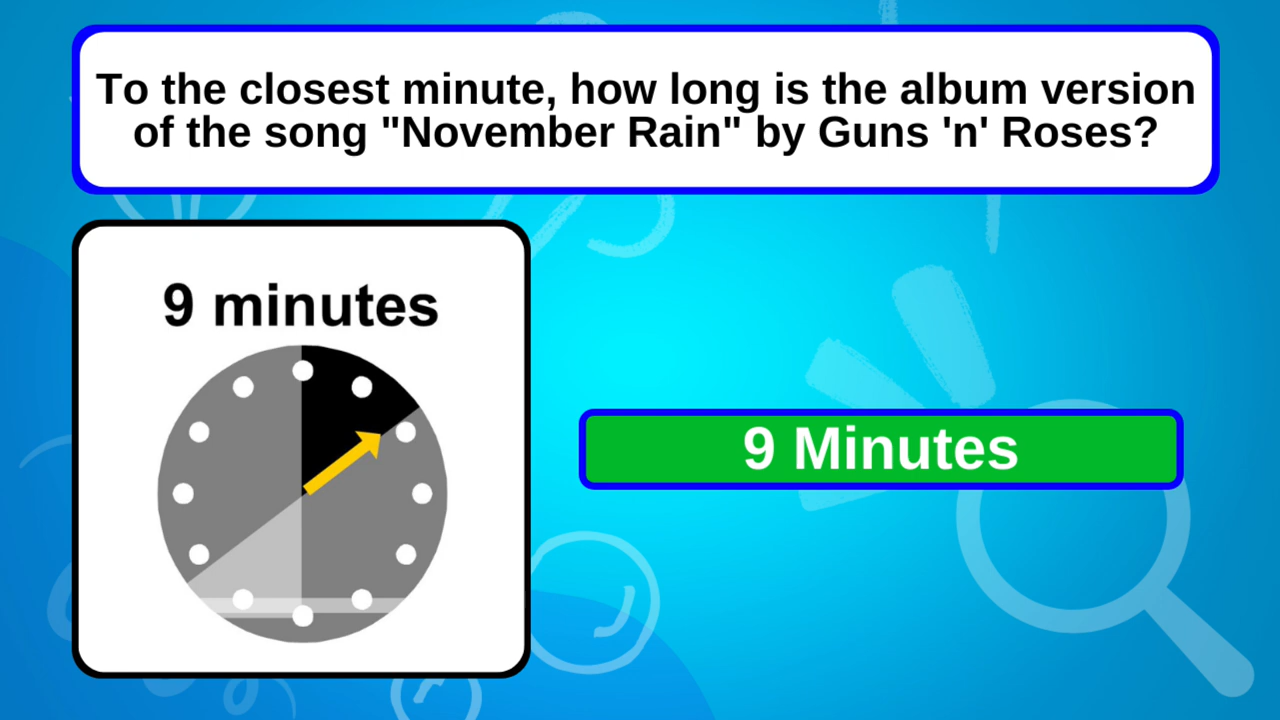 To the closest minute, how long is the album version
of the song "November Rain" by Guns 'n' Roses?
9 minutes
9 Minutes